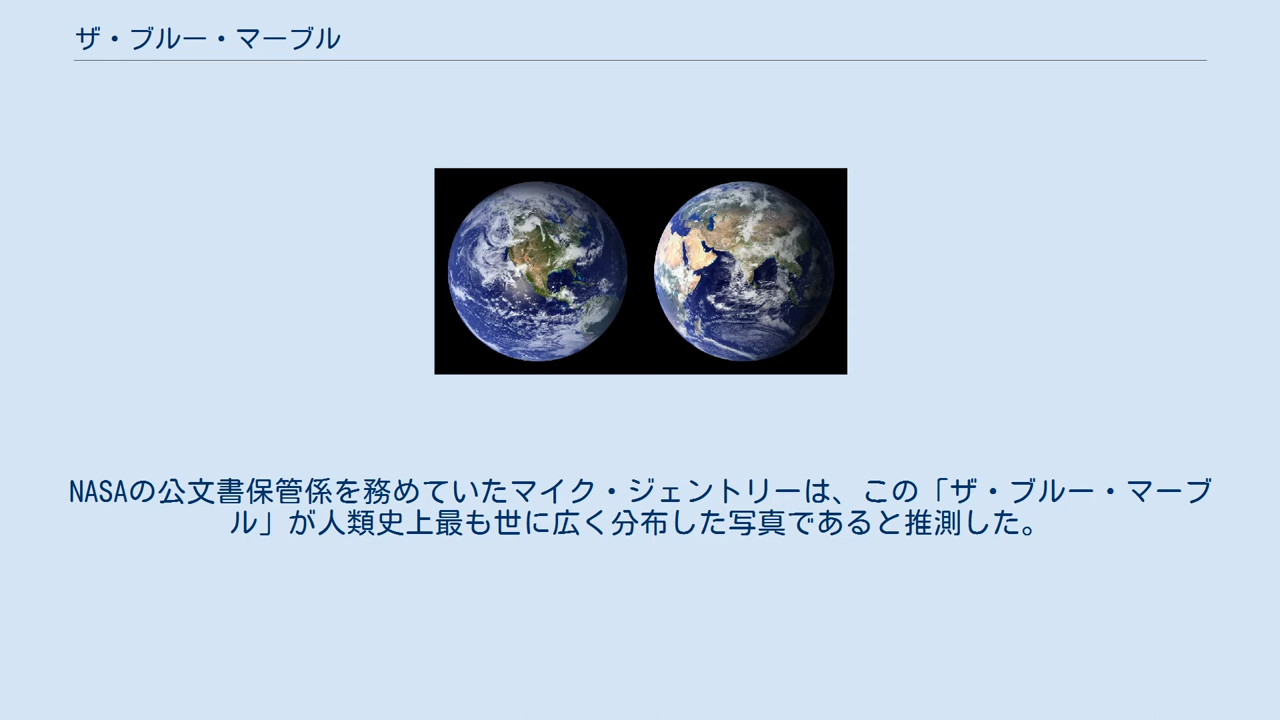 ザ・ブルー・マーブル
NASAの公文書保管係を務めていたマイク・ジェントリーは、この「ザ・ブルー・マーブ
ル」が人類史上最も世に広く分布した写真であると推測した。